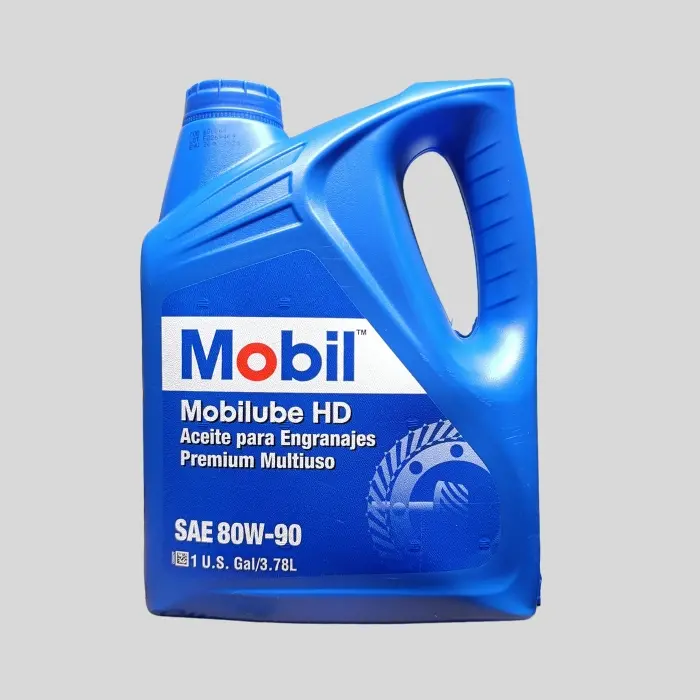 Mobil™
Mobilube HD
Aceite para Engranajes
Premium Multiuso
SAE 80W-90
1 U.S. Gal/3.78L